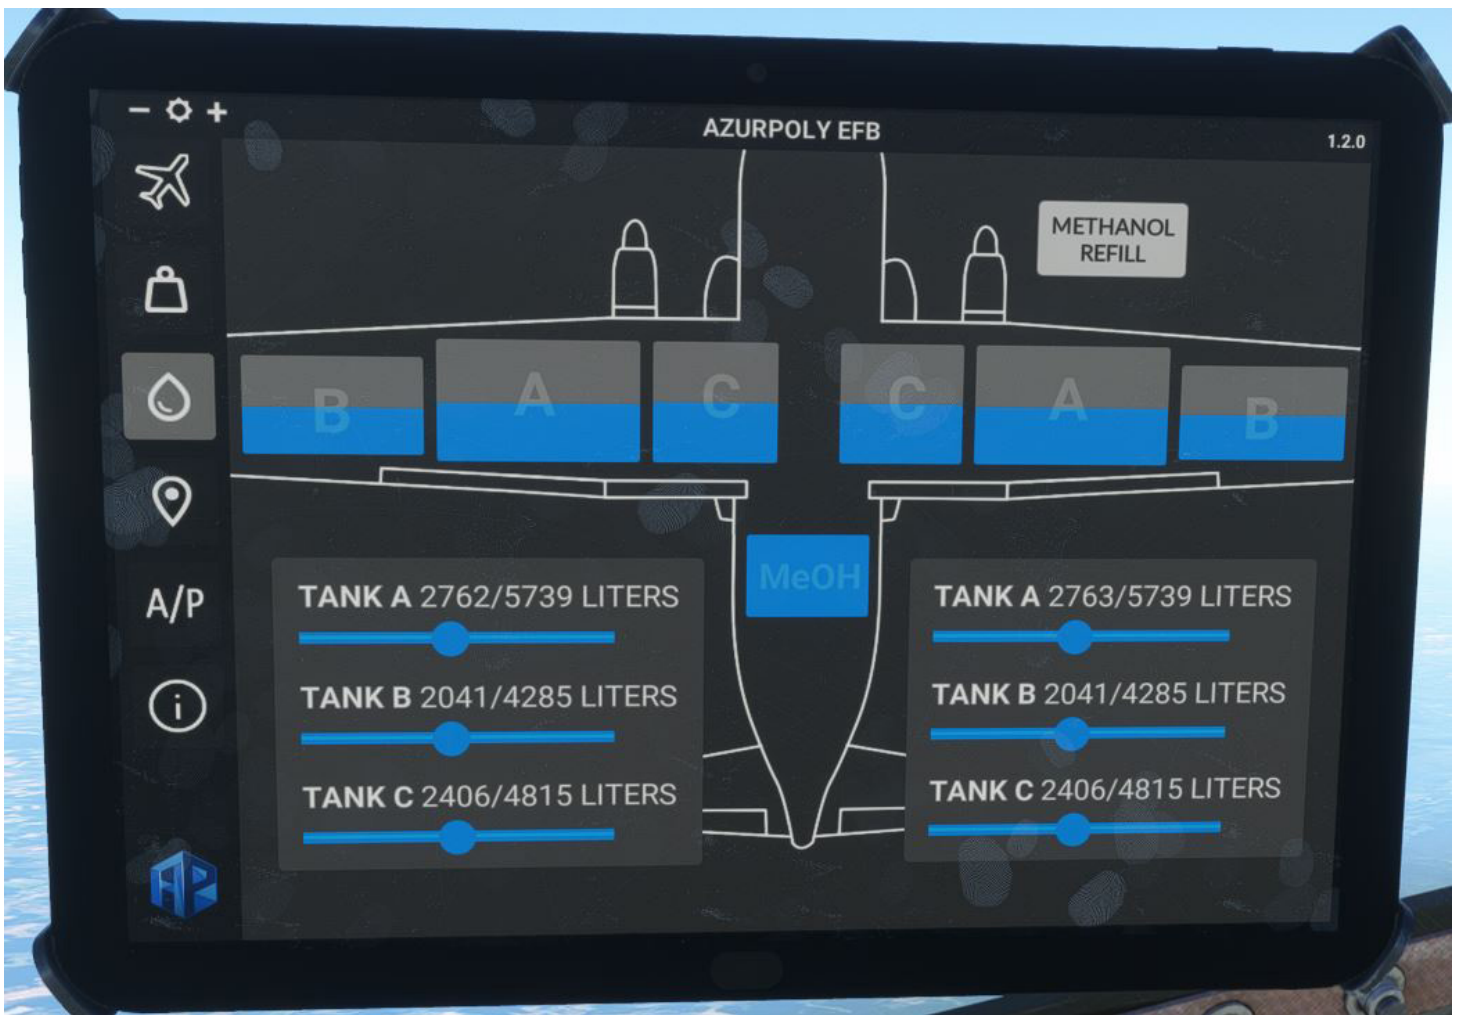 AZURPOLY EFB
1.2.0
METHANOL
REFILL
B
A
C
C
A
B
MeOH
A/P
i
TANK A 2762/5739 LITERS
TANK B 2041/4285 LITERS
TANK C 2406/4815 LITERS
TANK A 2763/5739 LITERS
TANK B 2041/4285 LITERS
TANK C 2406/4815 LITERS
AP